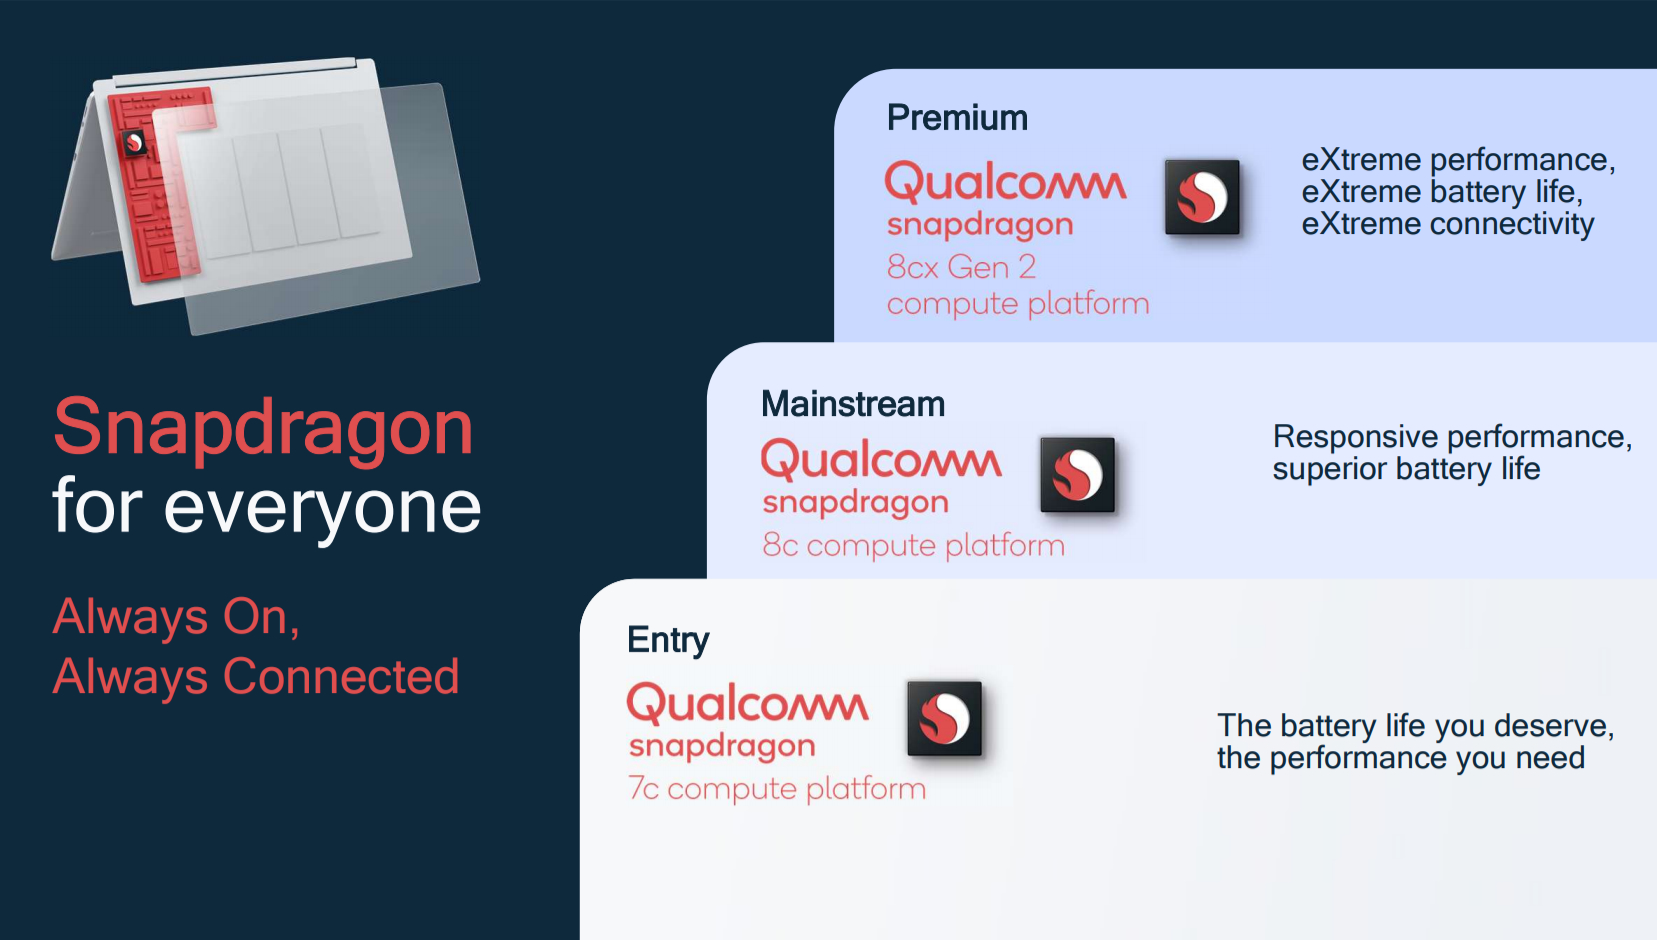 Snapdragon
for everyone
Always On,
Always Connected
Premium
Qualcomm
snapdragon
8cx Gen 2
compute platform
eXtreme performance,
eXtreme battery life,
eXtreme connectivity
Mainstream
Qualcomm
snapdragon
8c compute platform
Responsive performance,
superior battery life
Entry
Qualcomm
snapdragon
7c compute platform
The battery life you deserve,
the performance you need